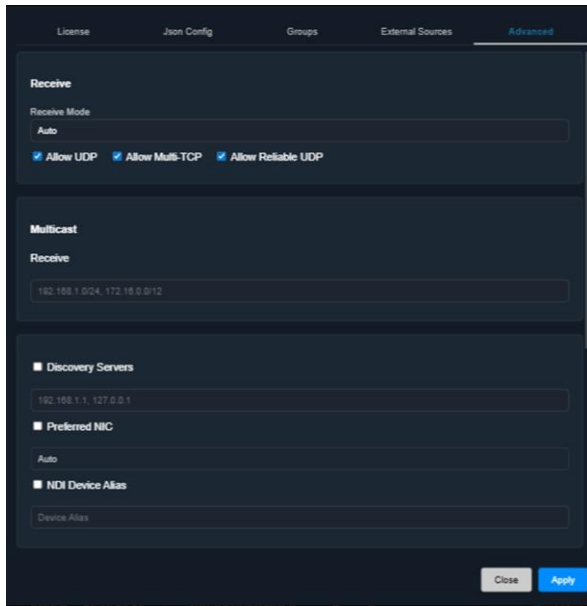 License Json Config Groups External Sources Advanced
Receive
Receive Mode
Auto
Allow UDP Allow Multi-TCP Allow Reliable UDP
Multicast
Receive
192.168.1.0/24, 172.16.0.0/12
Discovery Servers
192.168.1.1, 127.0.0.1
Preferred NIC
Auto
NDI Device Alias
Device Alias
Close Apply